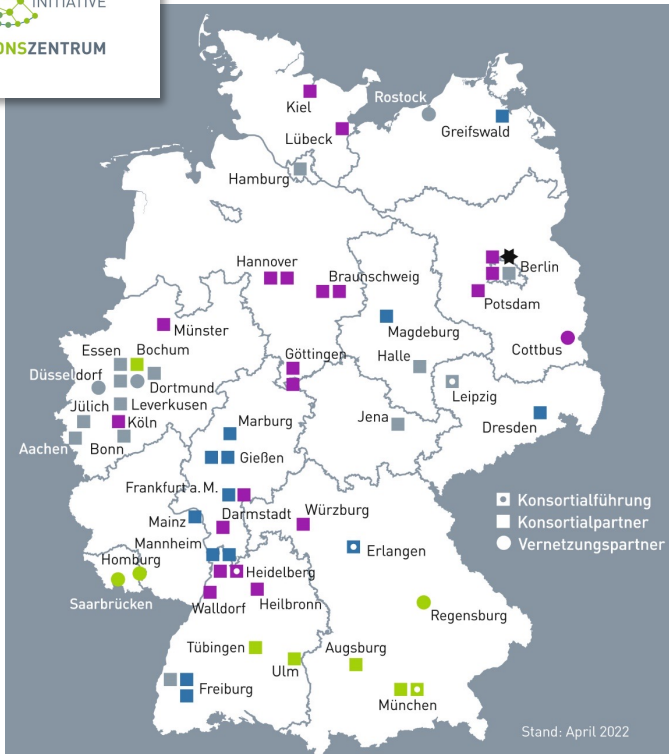 INITIATIVE
ONSZENTRUM
Kiel
Rostock
Lübeck
Greifswald
Hamburg
Hannover
Braunschweig
Berlin
Potsdam
Münster
Magdeburg
Essen
Bochum
Göttingen
Halle
Cottbus
Düsseldorf
Dortmund
Leipzig
Jülich
Leverkusen
Köln
Marburg
Jena
Dresden
Aachen
Bonn
Gießen
Frankfurt a. M.
Mainz
Darmstadt
Würzburg
Konsortialführung
Konsortialpartner
Vernetzungspartner
Mannheim
Erlangen
Homburg
Heidelberg
Saarbrücken
Walldorf
Heilbronn
Regensburg
Tübingen
Ulm
Augsburg
Freiburg
München
Stand: April 2022